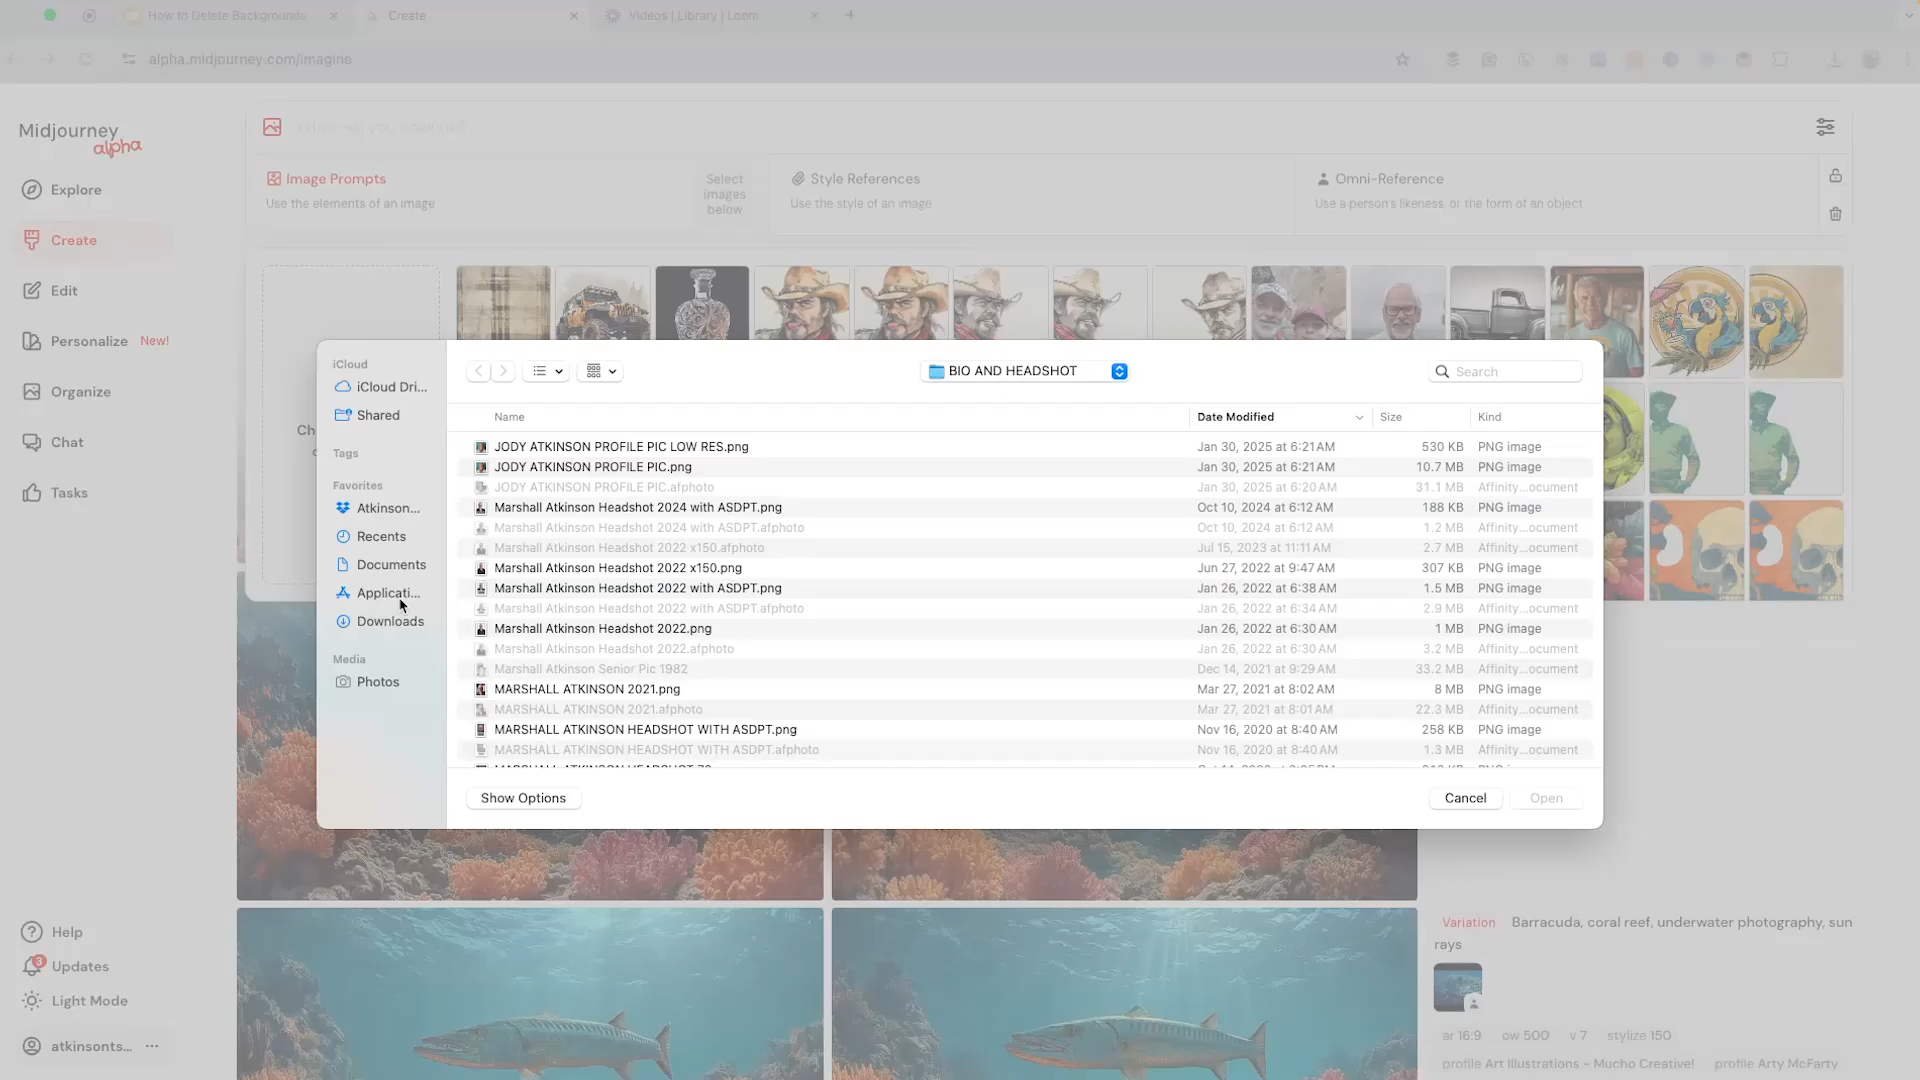 How to Delete Backgrounds
Create
Videos | Library | Loom
alpha.midjourney.com/imagine
Midjourney
alpha
Explore
Create
Edit
Personalize New!
Organize
Chat
Tasks
Help
3
Updates
Light Mode
atkinsonts... ...
Image Prompts
Use the elements of an image
Select
images
below
Style References
Use the style of an image
Omni-Reference
Use a person's likeness, or the form of an object
Ch
iCloud
iCloud Dri...
Shared
Tags
Favorites
Atkinson...
Recents
Documents
Applicati...
Downloads
Media
Photos
BIO AND HEADSHOT
Search
Name Date Modified Size Kind
JODY ATKINSON PROFILE PIC LOW RES.png Jan 30, 2025 at 6:21 AM 530 KB PNG image
JODY ATKINSON PROFILE PIC.png Jan 30, 2025 at 6:21 AM 10.7 MB PNG image
JODY ATKINSON PROFILE PIC.afphoto Jan 30, 2025 at 6:20 AM 31.1 MB Affinity...ocument
Marshall Atkinson Headshot 2024 with ASDPT.png Oct 10, 2024 at 6:12 AM 188 KB PNG image
Marshall Atkinson Headshot 2024 with ASDPT.afphoto Oct 10, 2024 at 6:12 AM 1.2 MB Affinity...ocument
Marshall Atkinson Headshot 2022 x150.afphoto Jul 15, 2023 at 11:11 AM 2.7 MB Affinity...ocument
Marshall Atkinson Headshot 2022 x150.png Jun 27, 2022 at 9:47 AM 307 KB PNG image
Marshall Atkinson Headshot 2022 with ASDPT.png Jan 26, 2022 at 6:38 AM 1.5 MB PNG image
Marshall Atkinson Headshot 2022 with ASDPT.afphoto Jan 26, 2022 at 6:34 AM 2.9 MB Affinity...ocument
Marshall Atkinson Headshot 2022.png Jan 26, 2022 at 6:30 AM 1 MB PNG image
Marshall Atkinson Headshot 2022.afphoto Jan 26, 2022 at 6:30 AM 3.2 MB Affinity...ocument
Marshall Atkinson Senior Pic 1982 Dec 14, 2021 at 9:29 AM 33.2 MB Affinity...ocument
MARSHALL ATKINSON 2021.png Mar 27, 2021 at 8:02 AM 8 MB PNG image
MARSHALL ATKINSON 2021.afphoto Mar 27, 2021 at 8:01 AM 22.3 MB Affinity...ocument
MARSHALL ATKINSON HEADSHOT WITH ASDPT.png Nov 16, 2020 at 8:40 AM 258 KB PNG image
MARSHALL ATKINSON HEADSHOT WITH ASDPT.afphoto Nov 16, 2020 at 8:40 AM 1.3 MB Affinity...ocument
Show Options Cancel Open
Variation Barracuda, coral reef, underwater photography, sun
rays
ar 16:9 ow 500 v 7 stylize 150
profile Art Illustrations - Mucho Creative! profile Arty McFarty